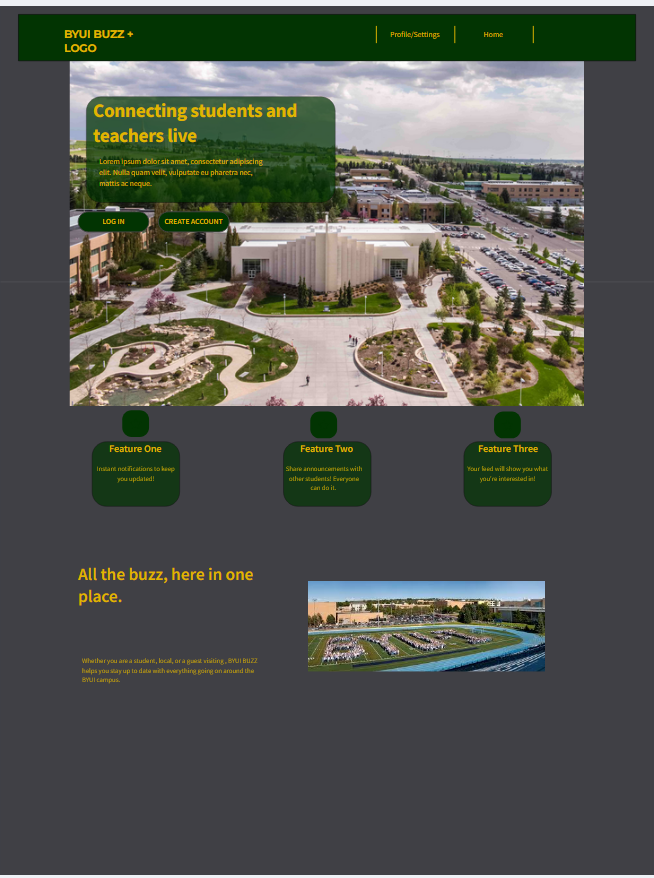 BYUI BUZZ +
LOGO
Profile/Settings
Home
Connecting students and
teachers live
Lorem ipsum dolor sit amet, consectetur adipiscing
elit. Nulla quam velit, vulputate eu pharetra nec,
mattis ac neque.
LOG IN
CREATE ACCOUNT
Feature One
Instant notifications to keep
you updated!
Feature Two
Share announcements with
other students! Everyone
can do it.
Feature Three
Your feed will show you what
you're interested in!
All the buzz, here in one
place.
Whether you are a student, local, or a guest visiting , BYUI BUZZ
helps you stay up to date with everything going on around the
BYUI campus.
BYUI